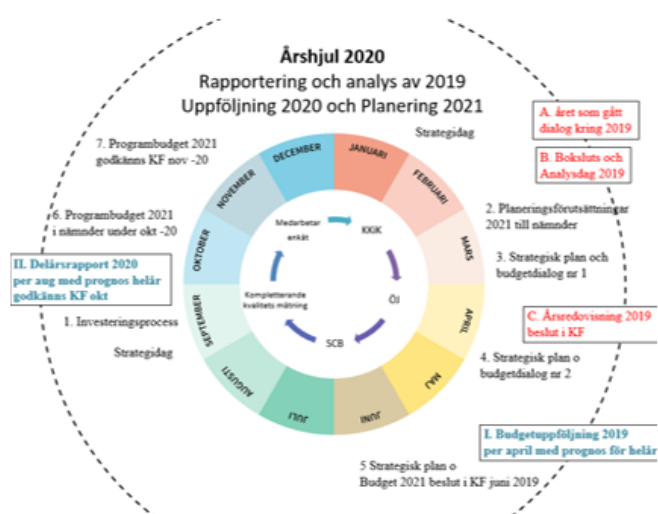 Årshjul 2020
Rapportering och analys av 2019
Uppföljning 2020 och Planering 2021
Strategidag
A. året som gått
dialog kring 2019
B. Boksluts och
Analysdag 2019
2. Planeringsförutsättningar
2021 till nämnder
3. Strategisk plan och
budgetdialog nr 1
C. Årsredovisning 2019
beslut i KF
4. Strategisk plan o
budgetdialog nr 2
I. Budgetuppföljning 2019
per april med prognos för helår
5 Strategisk plan o
Budget 2021 beslut i KF juni 2019
Strategidag
1. Investeringsprocess
II. Delårsrapport 2020
per aug med prognos helår
godkänns KF okt
6. Programbudget 2021
i nämnder under okt -20
7. Programbudget 2021
godkänns KF nov -20
JANUARI
FEBRUARI
MARS
APRIL
MAJ
JUNI
JULI
AUGUSTI
SEPTEMBER
OKTOBER
NOVEMBER
DECEMBER
Medarbetar
enkät
KKiK
ÖJ
SCB
Kompletterande
kvalitets mätning